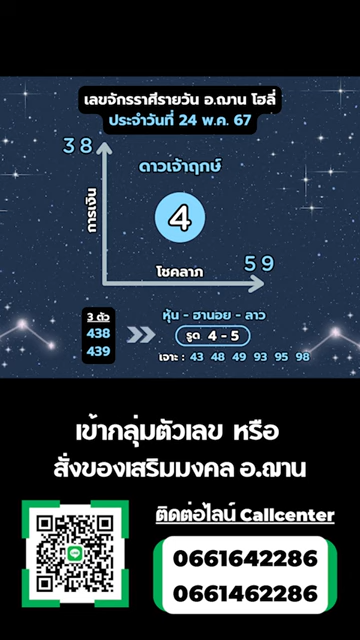 เลขจักรราศีรายวัน อ.ฌาน โฮลี่
ประจำวันที่ 24 พ.ค. 67
38
ดาวเจ้าฤกษ์
4
การเงิน
โชคลาภ
59
3 ตัว
438
439
หุ้น - ฮานอย - ลาว
รูด 4 - 5
เจาะ : 43 48 49 93 95 98
เข้ากลุ่มตัวเลข หรือ
สั่งของเสริมมงคล อ.ฌาน
ติดต่อไลน์ Callcenter
0661642286
0661462286